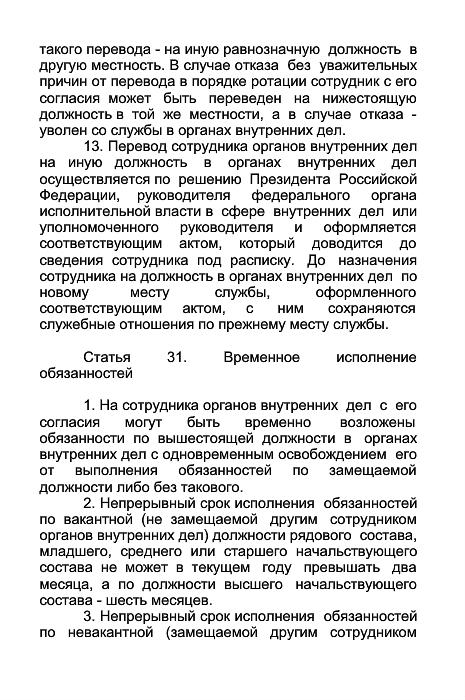 такого перевода - на иную равнозначную должность в
другую местность. В случае отказа без уважительных
причин от перевода в порядке ротации сотрудник с его
согласия может быть переведен на нижестоящую
должность в той же местности, а в случае отказа -
уволен со службы в органах внутренних дел.
13. Перевод сотрудника органов внутренних дел
на иную должность в органах внутренних дел
осуществляется по решению Президента Российской
Федерации, руководителя федерального органа
исполнительной власти в сфере внутренних дел или
уполномоченного руководителя и оформляется
соответствующим актом, который доводится до
сведения сотрудника под расписку. До назначения
сотрудника на должность в органах внутренних дел по
новому месту службы, оформленного
соответствующим актом, с ним сохраняются
служебные отношения по прежнему месту службы.
Статья 31. Временное исполнение
обязанностей
1. На сотрудника органов внутренних дел с его
согласия могут быть временно возложены
обязанности по вышестоящей должности в органах
внутренних дел с одновременным освобождением его
от выполнения обязанностей по замещаемой
должности либо без такового.
2. Непрерывный срок исполнения обязанностей
по вакантной (не замещаемой другим сотрудником
органов внутренних дел) должности рядового состава,
младшего, среднего или старшего начальствующего
состава не может в текущем году превышать два
месяца, а по должности высшего начальствующего
состава - шесть месяцев.
3. Непрерывный срок исполнения обязанностей
по невакантной (замещаемой другим сотрудником